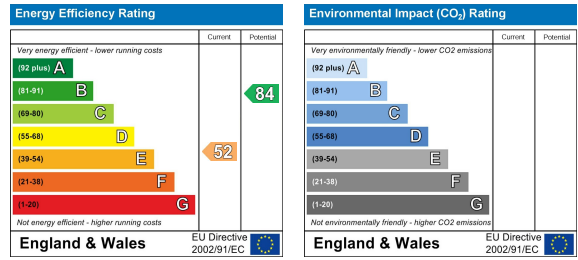 Energy Efficiency Rating
Current Potential
Very energy efficient - lower running costs
(92 plus) A
(81-91) B
84
(69-80) C
(55-68) D
(39-54) E
52
(21-38) F
(1-20) G
Not energy efficient - higher running costs
England & Wales
EU Directive
2002/91/EC
Environmental Impact (CO₂) Rating
Current Potential
Very environmentally friendly - lower CO2 emissions
(92 plus) A
(81-91) B
(69-80) C
(55-68) D
(39-54) E
(21-38) F
(1-20) G
Not environmentally friendly - higher CO2 emissions
England & Wales
EU Directive
2002/91/EC